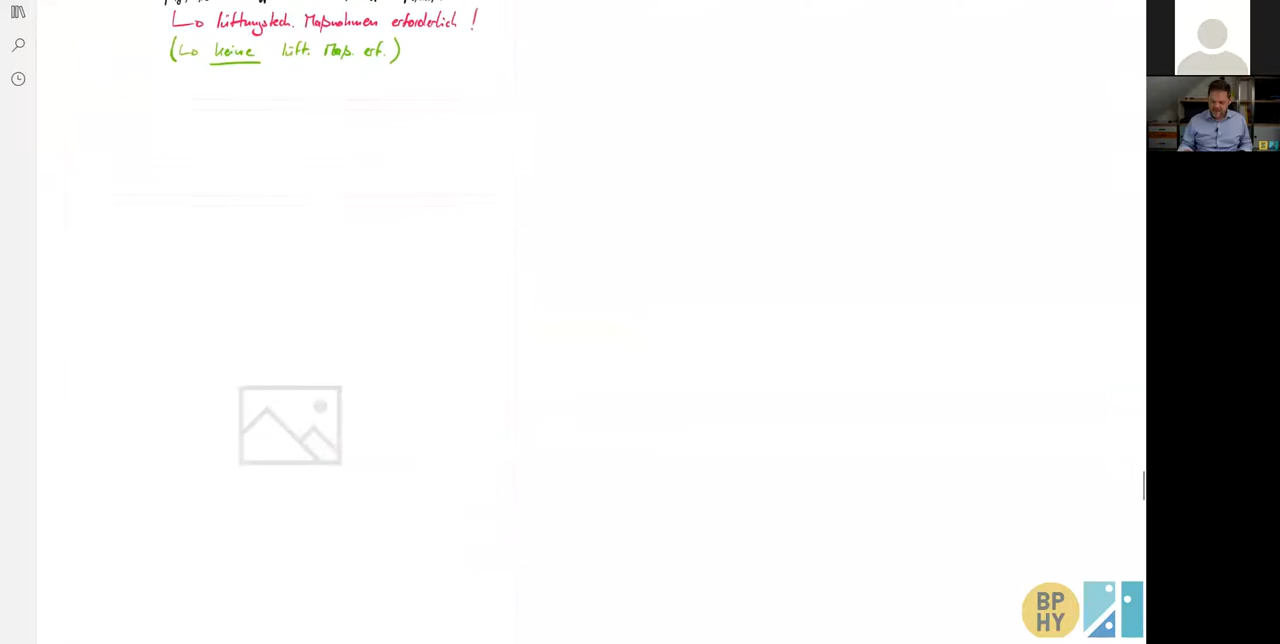 ↳ lüftungstech. Maßnahmen erforderlich !
(↳ keine lüft. Maß. erf.)
BP
HY